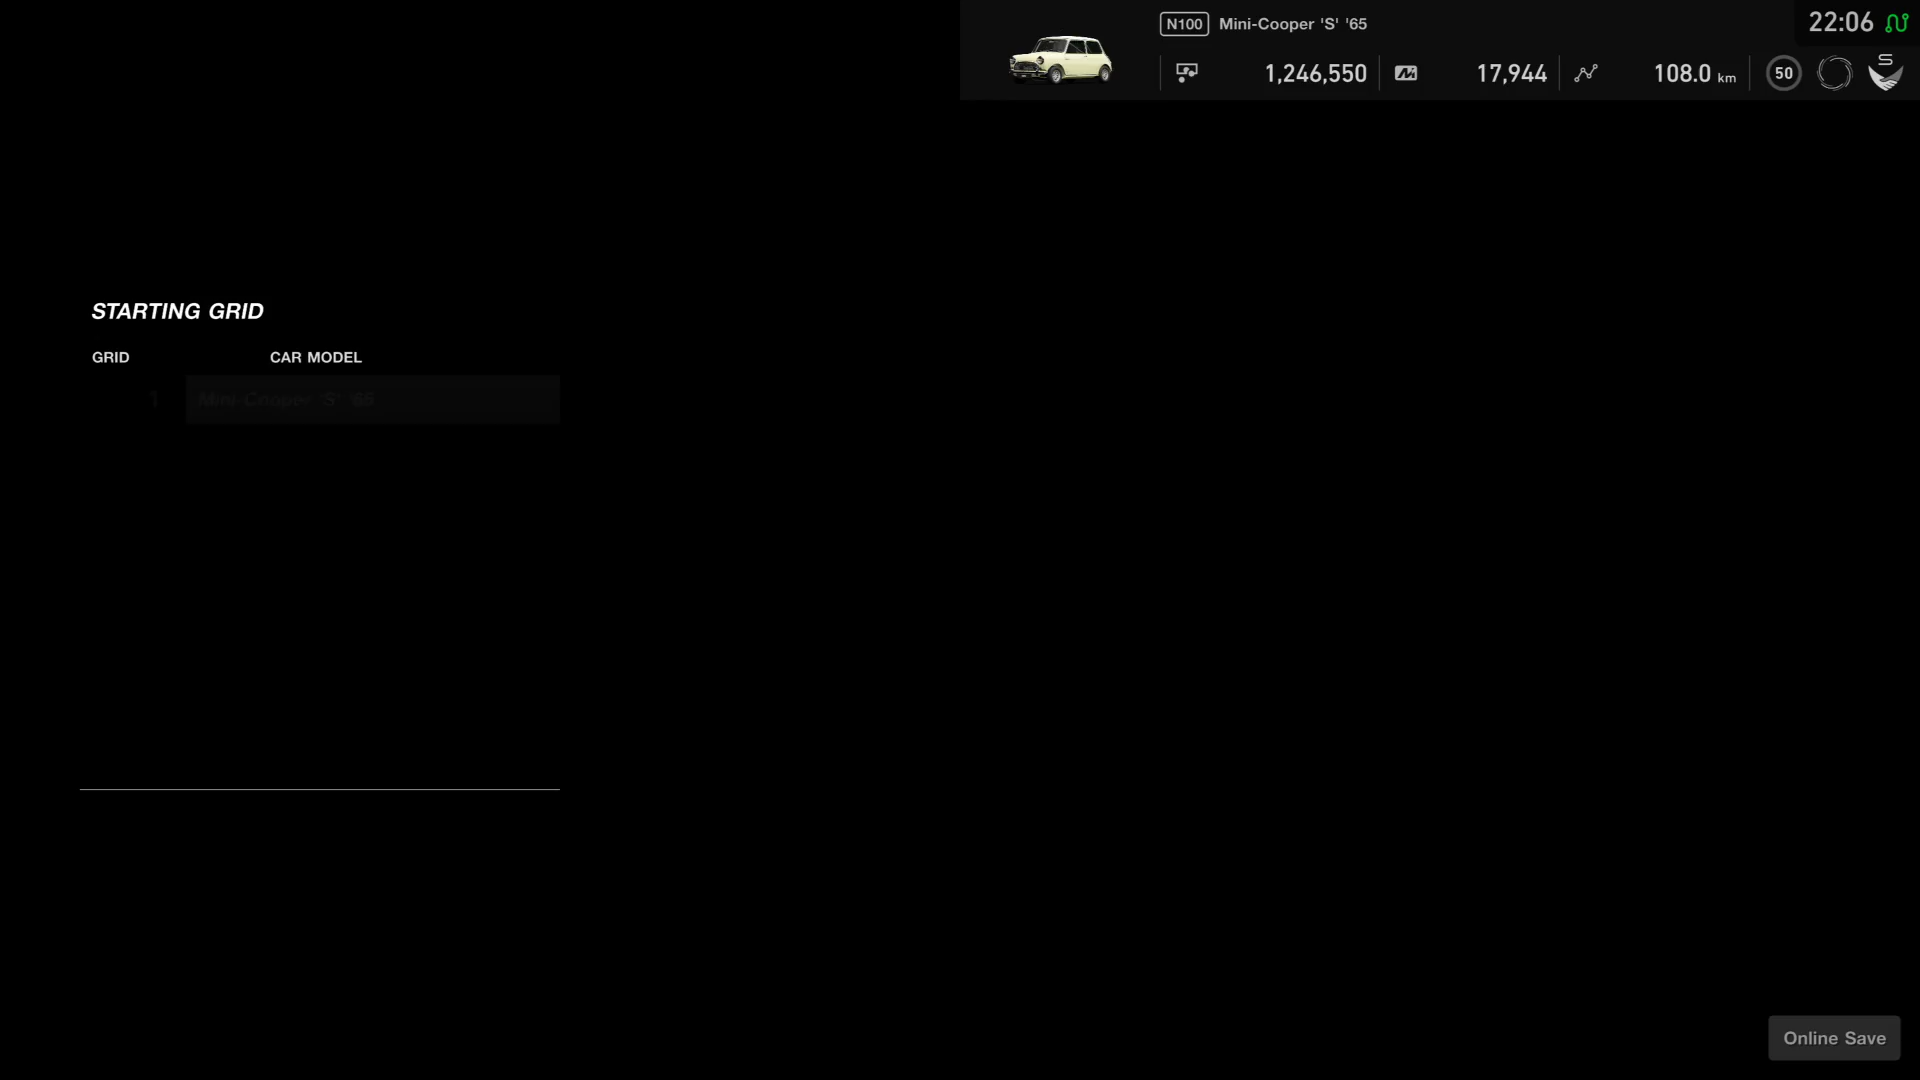 N100 Mini-Cooper 'S' '65
22:06
1,246,550
17,944
108.0 km
50
S
STARTING GRID
GRID CAR MODEL
1 Mini-Cooper 'S' '65
Online Save